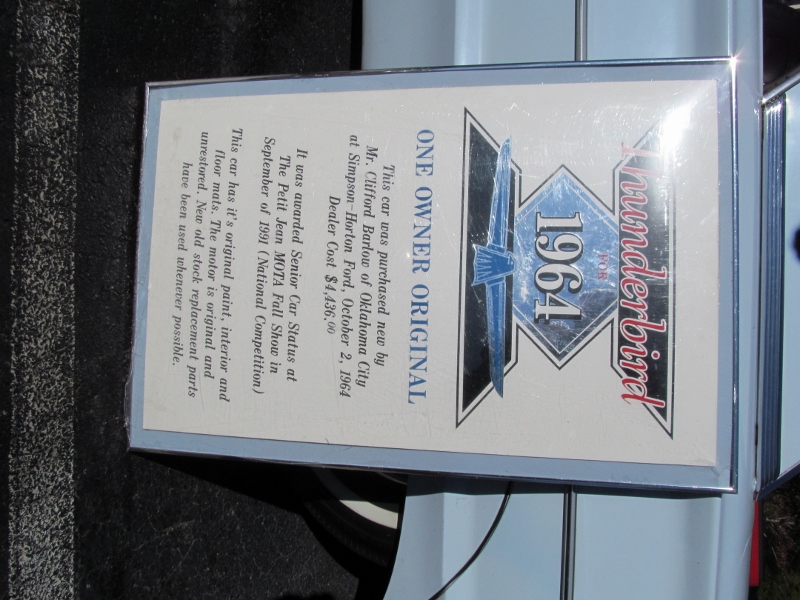 Thunderbird
FOR
1964
ONE OWNER ORIGINAL
This car was purchased new by
Mr. Clifford Barlow of Oklahoma City
at Simpson-Horton Ford, October 2, 1964
Dealer Cost $4,436.00
It was awarded Senior Car Status at
The Petit Jean MOTA Fall Show in
September of 1991 (National Competition)
This car has it's original paint, interior and
floor mats. The motor is original and
unrestored. New old stock replacement parts
have been used whenever possible.